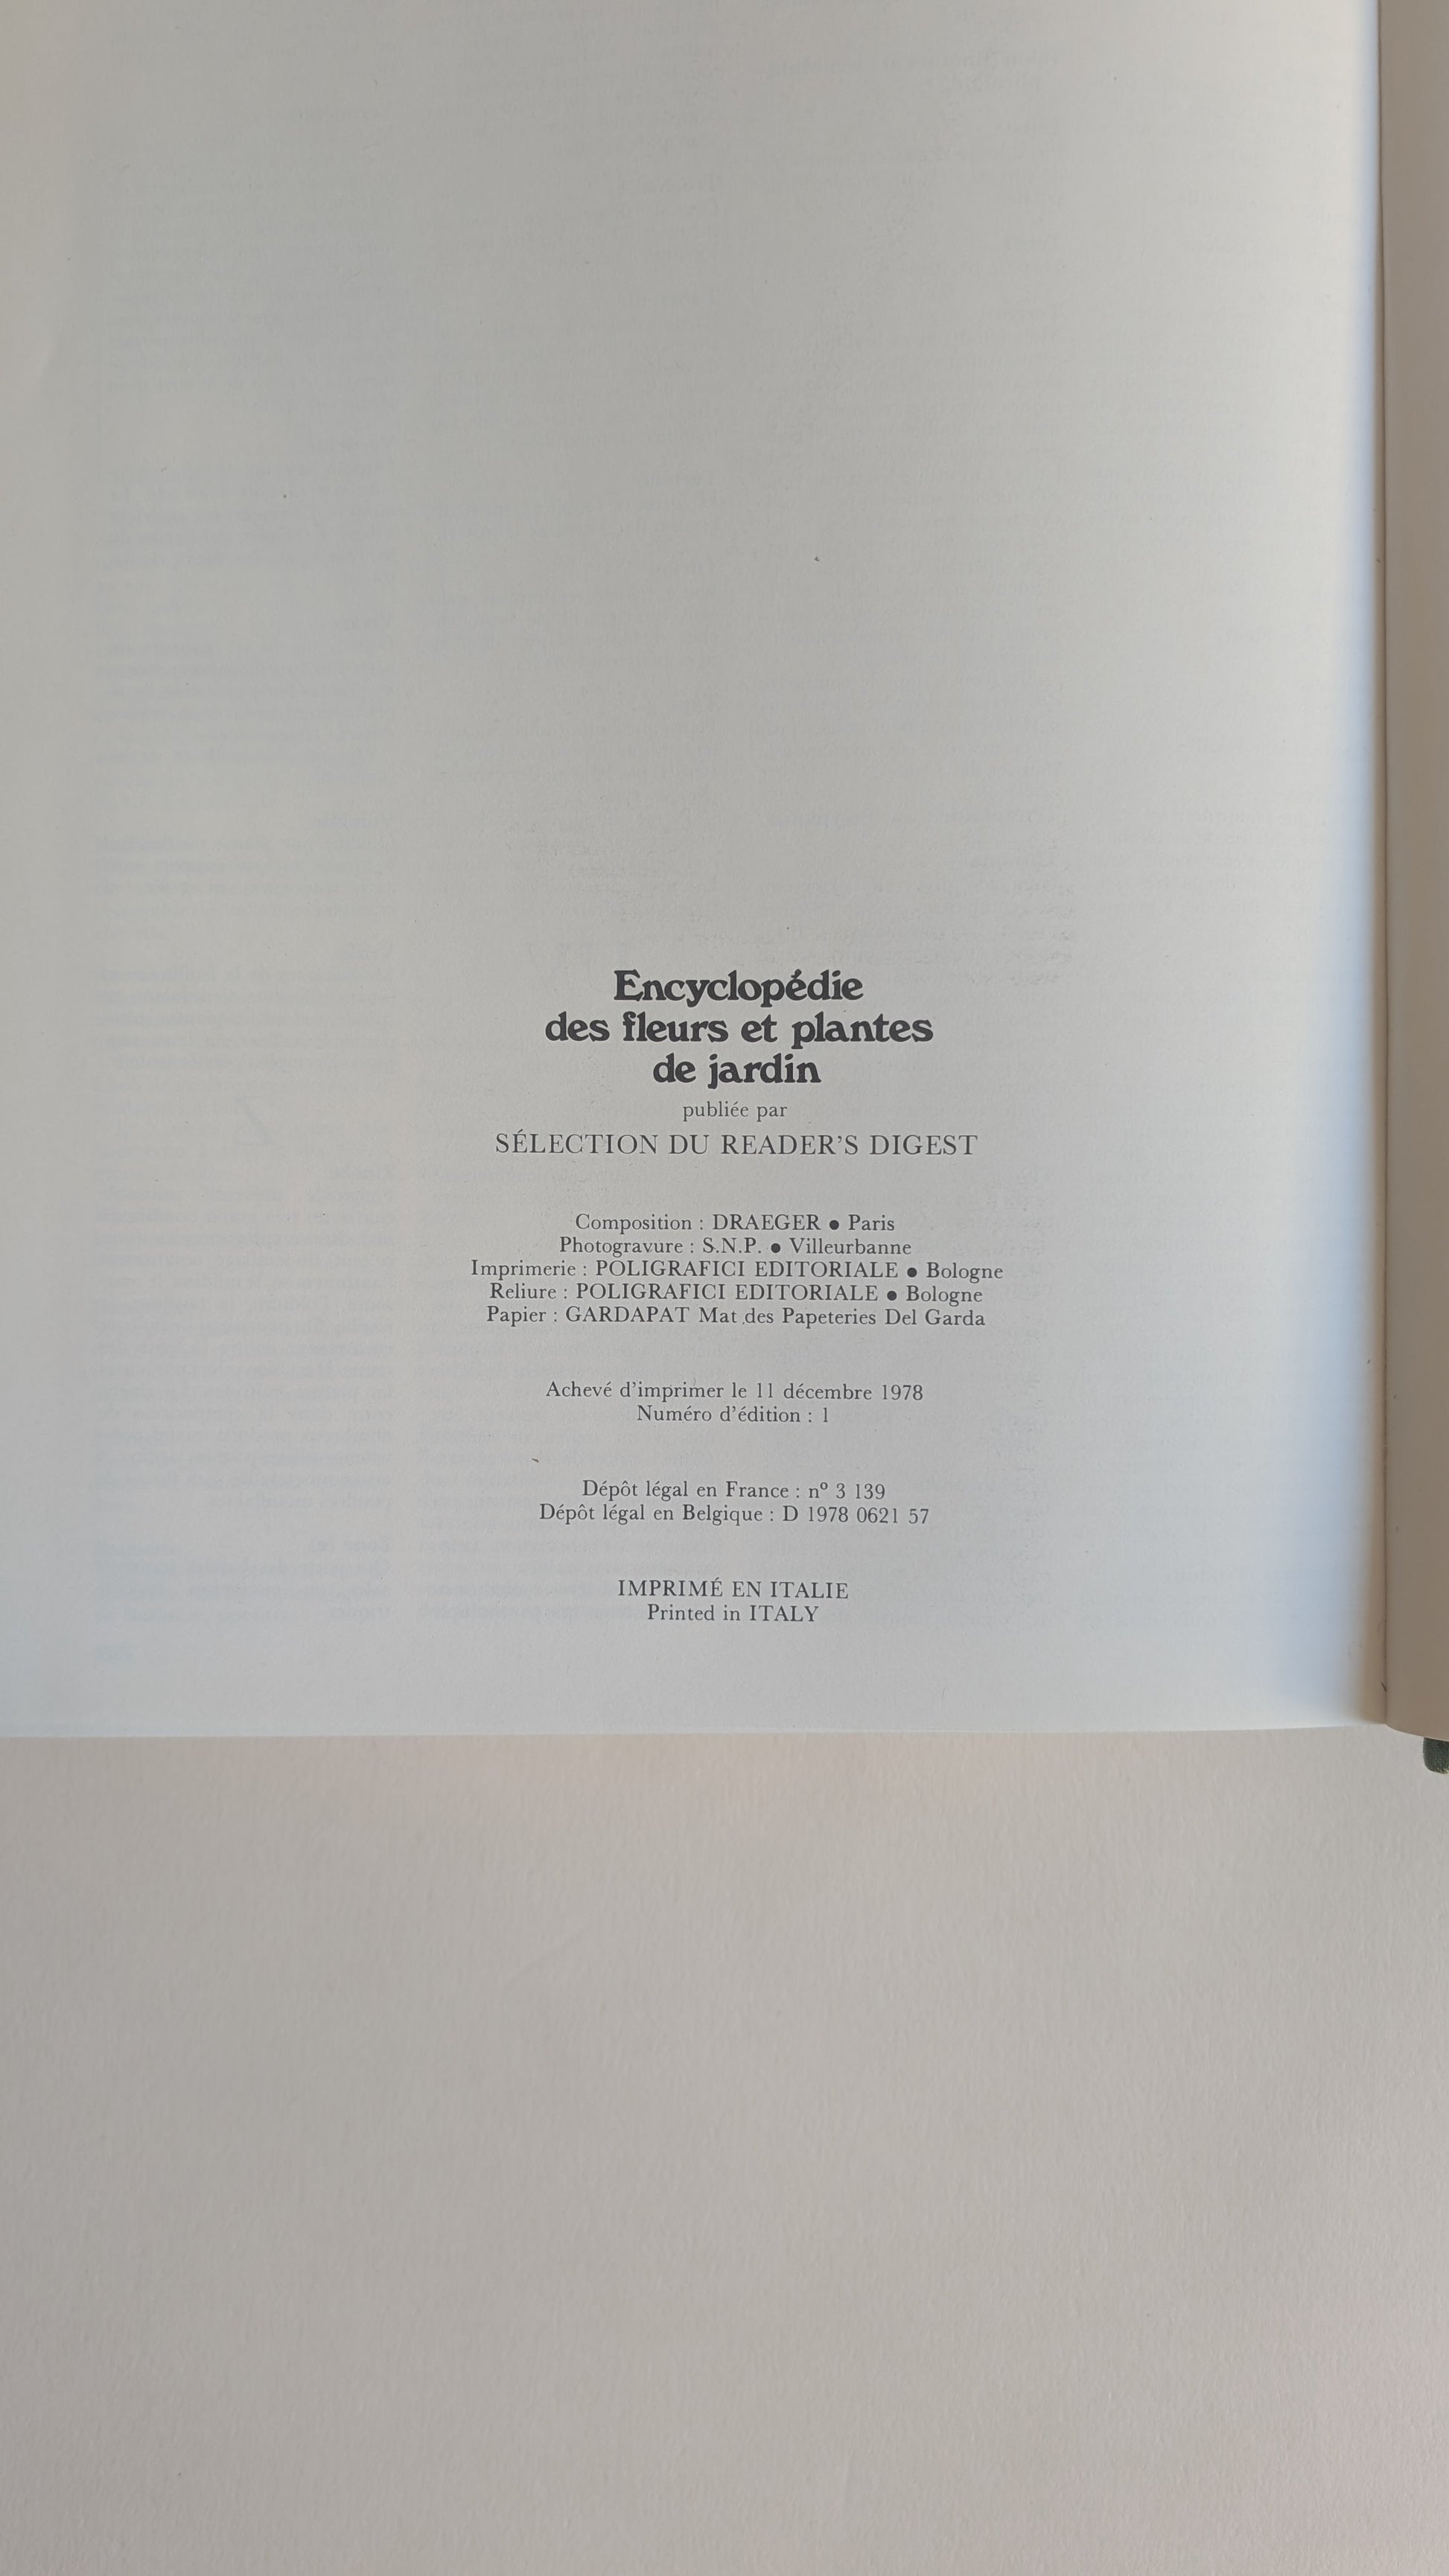 Encyclopédie
des fleurs et plantes
de jardin
publiée par
SÉLECTION DU READER'S DIGEST
Composition : DRAEGER ● Paris
Photogravure : S.N.P. ● Villeurbanne
Imprimerie : POLIGRAFICI EDITORIALE ● Bologne
Reliure : POLIGRAFICI EDITORIALE ● Bologne
Papier : GARDAPAT Mat des Papeteries Del Garda
Achevé d'imprimer le 11 décembre 1978
Numéro d'édition : 1
Dépôt légal en France : nº 3 139
Dépôt légal en Belgique : D 1978 0621 57
IMPRIMÉ EN ITALIE
Printed in ITALY